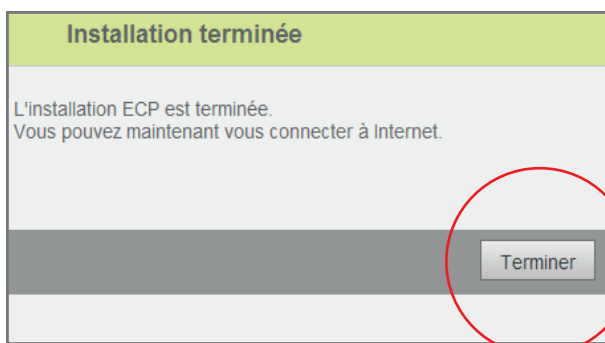 Installation terminée
L'installation ECP est terminée.
Vous pouvez maintenant vous connecter à Internet.
Terminer